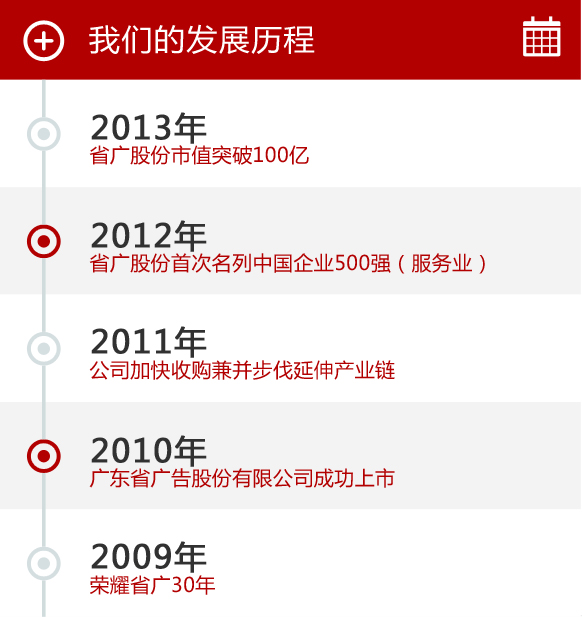 我们的发展历程
2013年
省广股份市值突破100亿
2012年
省广股份首次名列中国企业500强（服务业）
2011年
公司加快收购兼并步伐延伸产业链
2010年
广东省广告股份有限公司成功上市
2009年
荣耀省广30年